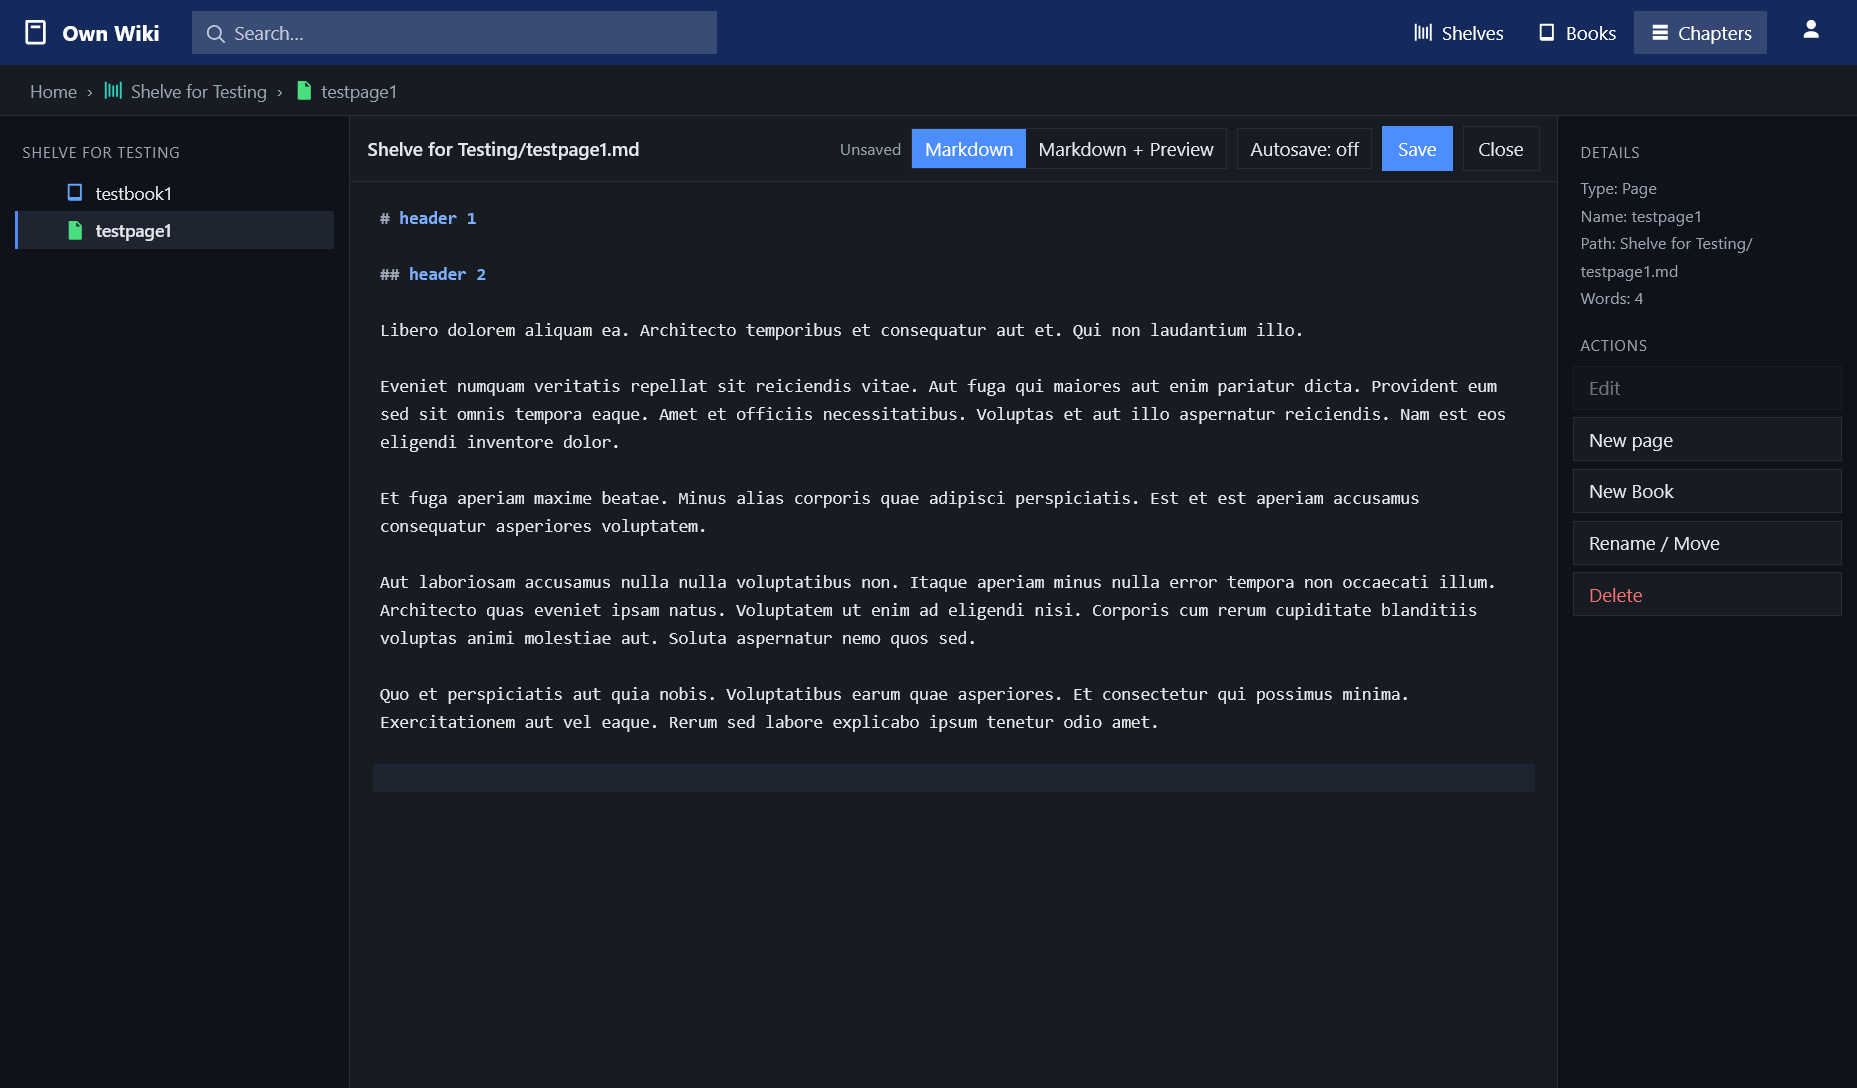 Own Wiki
Search...
Shelves
Books
Chapters
Home › Shelve for Testing › testpage1
SHELVE FOR TESTING
testbook1
testpage1
Shelve for Testing/testpage1.md
Unsaved
Markdown
Markdown + Preview
Autosave: off
Save
Close
# header 1
## header 2
Libero dolorem aliquam ea. Architecto temporibus et consequatur aut et. Qui non laudantium illo.
Eveniet numquam veritatis repellat sit reiciendis vitae. Aut fuga qui maiores aut enim pariatur dicta. Provident eum
sed sit omnis tempora eaque. Amet et officiis necessitatibus. Voluptas et aut illo aspernatur reiciendis. Nam est eos
eligendi inventore dolor.
Et fuga aperiam maxime beatae. Minus alias corporis quae adipisci perspiciatis. Est et est aperiam accusamus
consequatur asperiores voluptatem.
Aut laboriosam accusamus nulla nulla voluptatibus non. Itaque aperiam minus nulla error tempora non occaecati illum.
Architecto quas eveniet ipsam natus. Voluptatem ut enim ad eligendi nisi. Corporis cum rerum cupiditate blanditiis
voluptas animi molestiae aut. Soluta aspernatur nemo quos sed.
Quo et perspiciatis aut quia nobis. Voluptatibus earum quae asperiores. Et consectetur qui possimus minima.
Exercitationem aut vel eaque. Rerum sed labore explicabo ipsum tenetur odio amet.
DETAILS
Type: Page
Name: testpage1
Path: Shelve for Testing/
testpage1.md
Words: 4
ACTIONS
Edit
New page
New Book
Rename / Move
Delete